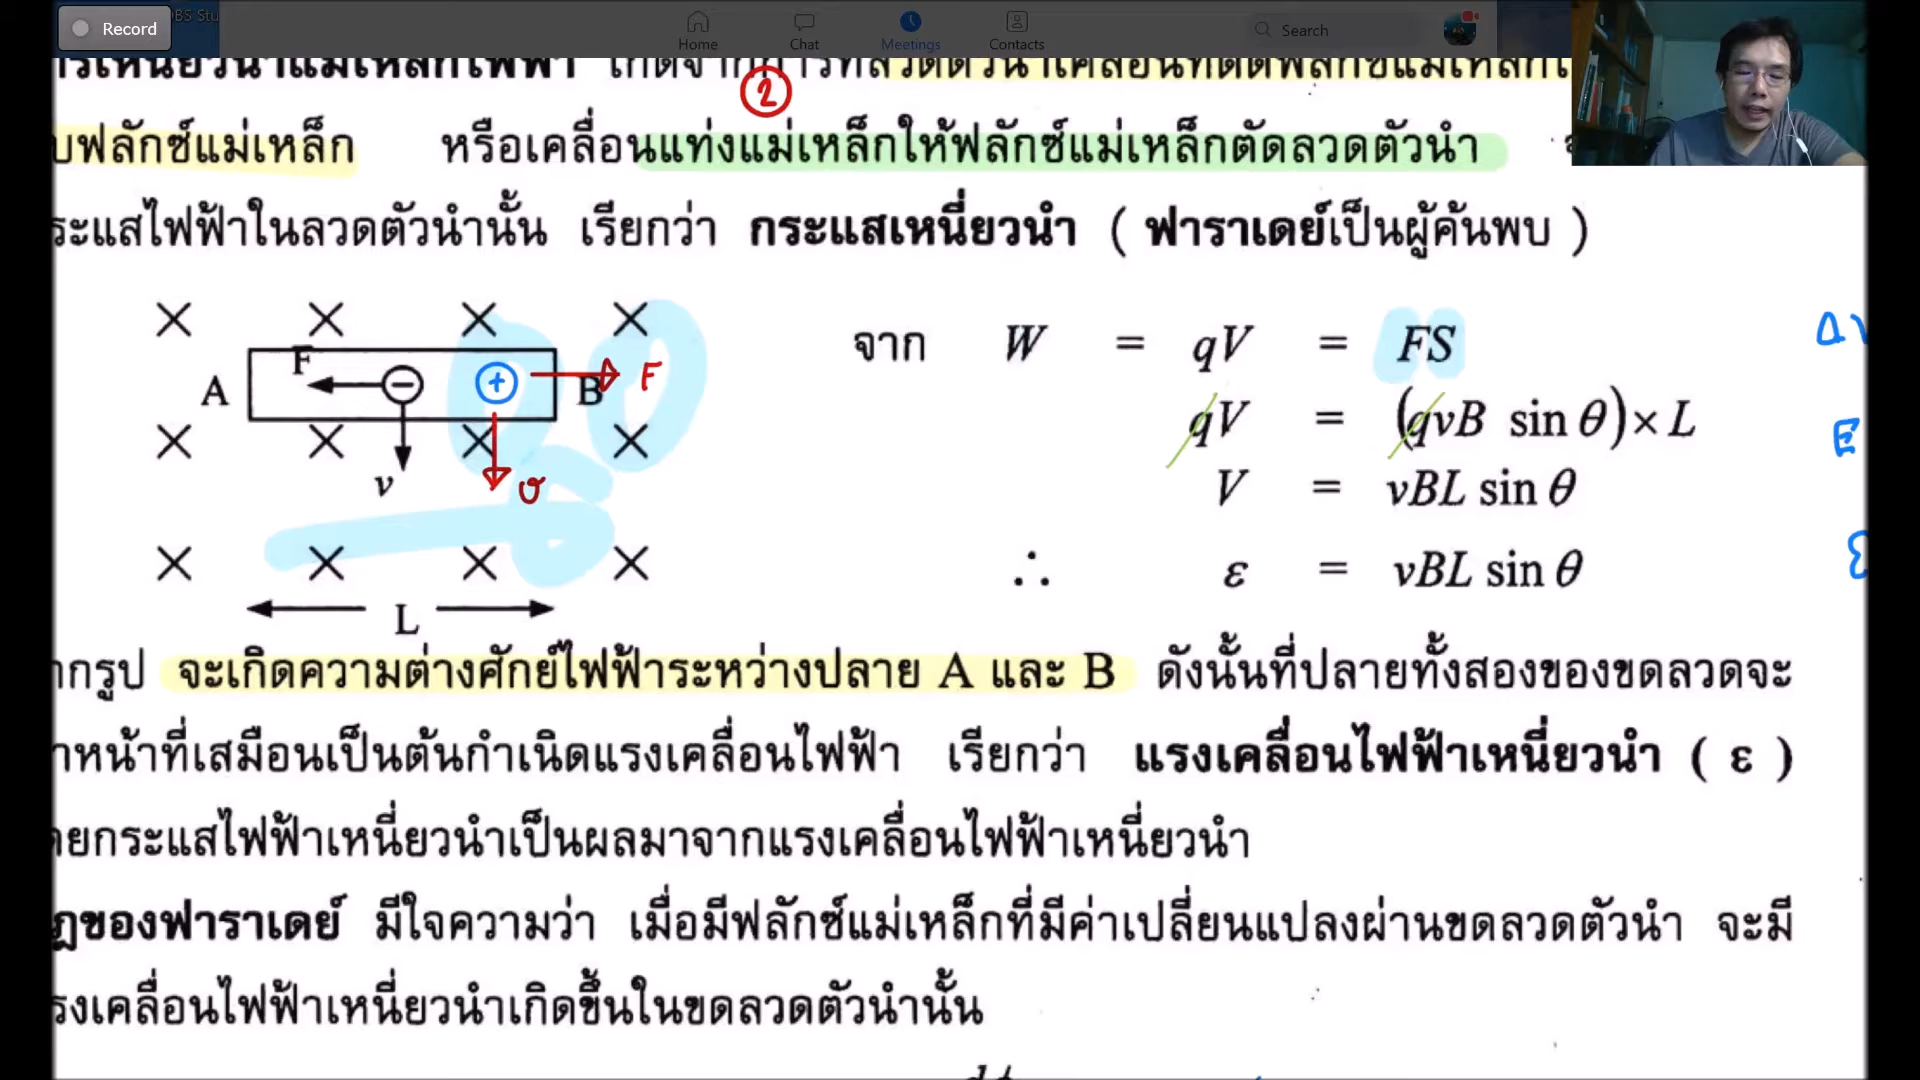 Record
BS Stu
Home
Chat
Meetings
Contacts
Search
2
บฟลักซ์แม่เหล็ก หรือเคลื่อนแท่งแม่เหล็กให้ฟลักซ์แม่เหล็กตัดลวดตัวนำ
ระแสไฟฟ้าในลวดตัวนำนั้น เรียกว่า กระแสเหนี่ยวนำ ( ฟาราเดย์เป็นผู้ค้นพบ )
A F − + B F
v v
L
จาก W = qV = FS
qV = (qvB sin θ) × L
V = vBL sin θ
∴ ε = vBL sin θ
ากรูป จะเกิดความต่างศักย์ไฟฟ้าระหว่างปลาย A และ B ดังนั้นที่ปลายทั้งสองของขดลวดจะ
ำหน้าที่เสมือนเป็นต้นกำเนิดแรงเคลื่อนไฟฟ้า เรียกว่า แรงเคลื่อนไฟฟ้าเหนี่ยวนำ ( ε )
ดยกระแสไฟฟ้าเหนี่ยวนำเป็นผลมาจากแรงเคลื่อนไฟฟ้าเหนี่ยวนำ
ฎของฟาราเดย์ มีใจความว่า เมื่อมีฟลักซ์แม่เหล็กที่มีค่าเปลี่ยนแปลงผ่านขดลวดตัวนำ จะมี
รงเคลื่อนไฟฟ้าเหนี่ยวนำเกิดขึ้นในขดลวดตัวนำนั้น